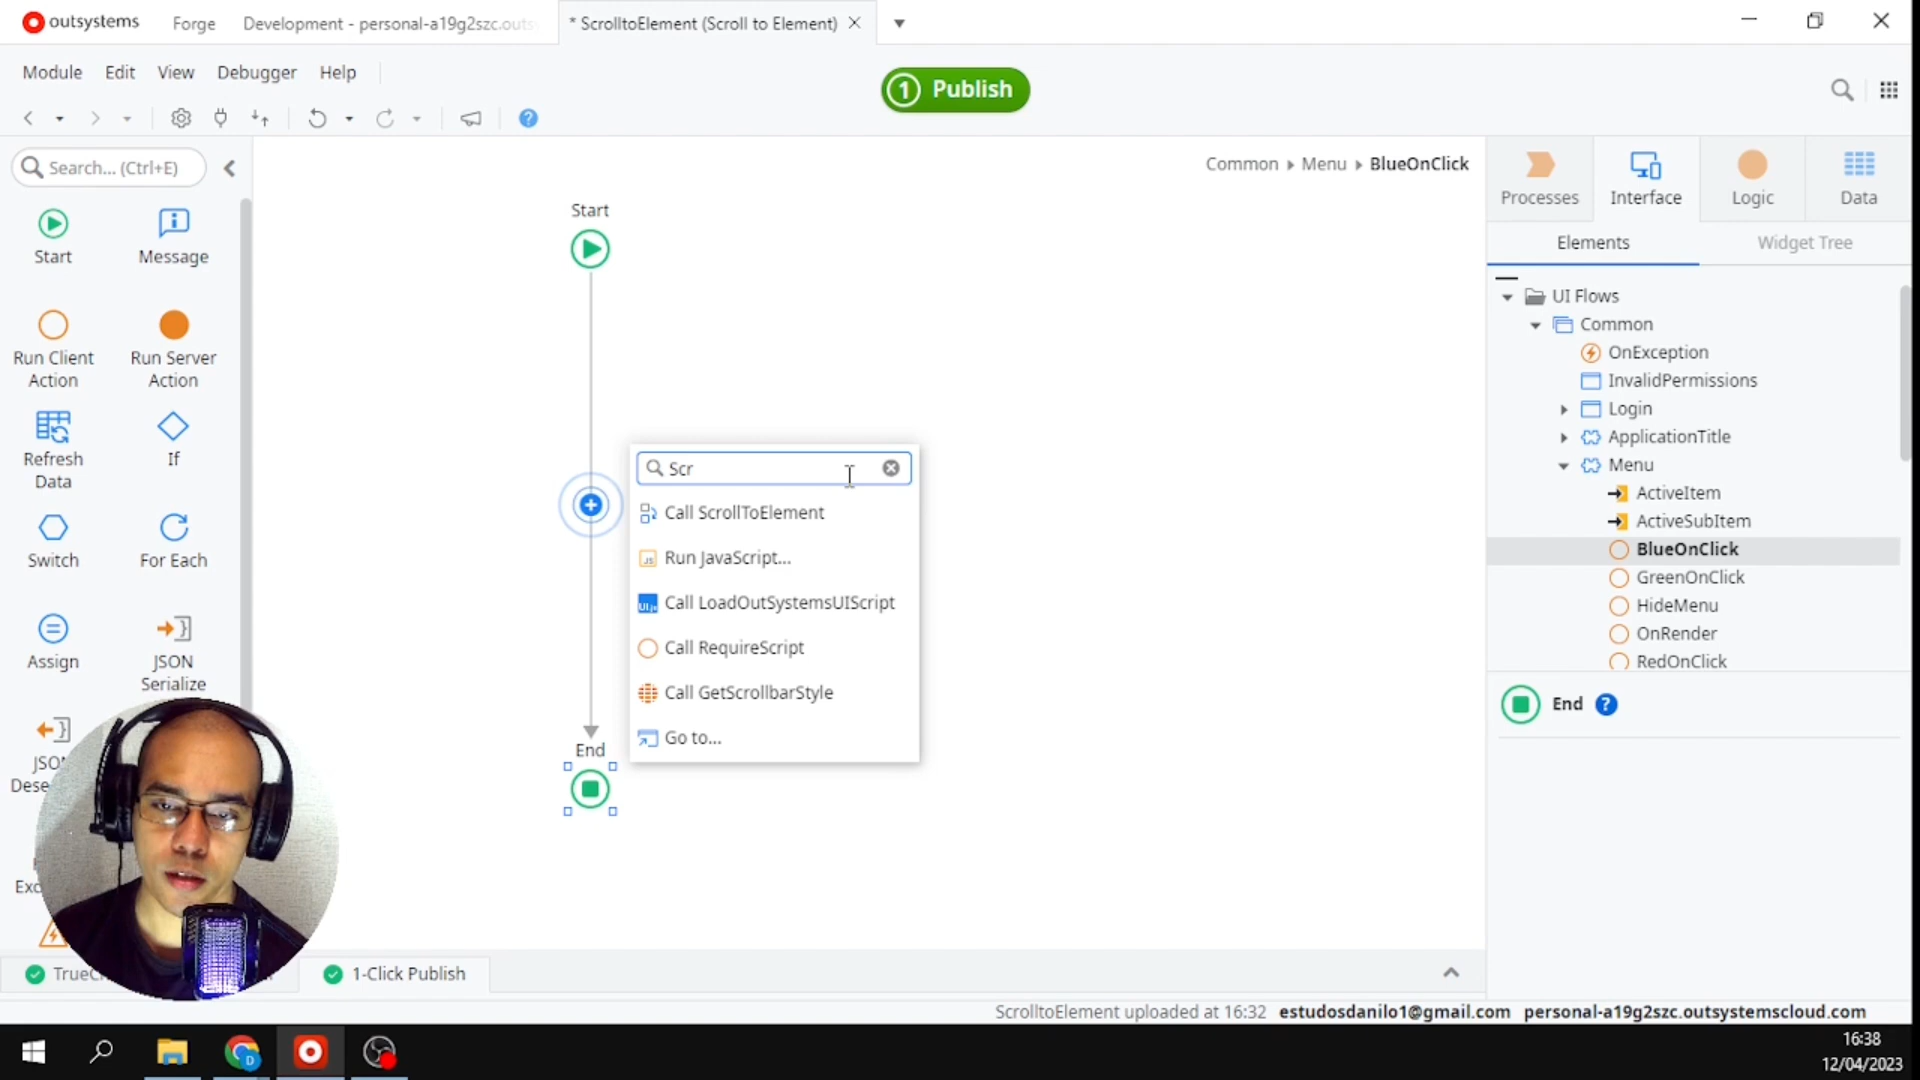 outsystems
Forge
Development - personal-a19g2szc.outs
* ScrolltoElement (Scroll to Element)
Module
Edit
View
Debugger
Help
1
Publish
Search... (Ctrl+E)
Common
Menu
BlueOnClick
Processes
Interface
Logic
Data
Elements
Widget Tree
Start
Message
Run Client
Action
Run Server
Action
Refresh
Data
If
Switch
For Each
Assign
JSON
Serialize
JSO
Dese
Exc
Start
Scr
Call ScrollToElement
Run JavaScript...
Call LoadOutSystemsUIScript
Call RequireScript
Call GetScrollbarStyle
Go to...
End
UI Flows
Common
OnException
InvalidPermissions
Login
ApplicationTitle
Menu
ActiveItem
ActiveSubItem
BlueOnClick
GreenOnClick
HideMenu
OnRender
RedOnClick
End
TrueC
1-Click Publish
ScrolltoElement uploaded at 16:32
estudosdanilo1@gmail.com
personal-a19g2szc.outsystemscloud.com
16:38
12/04/2023